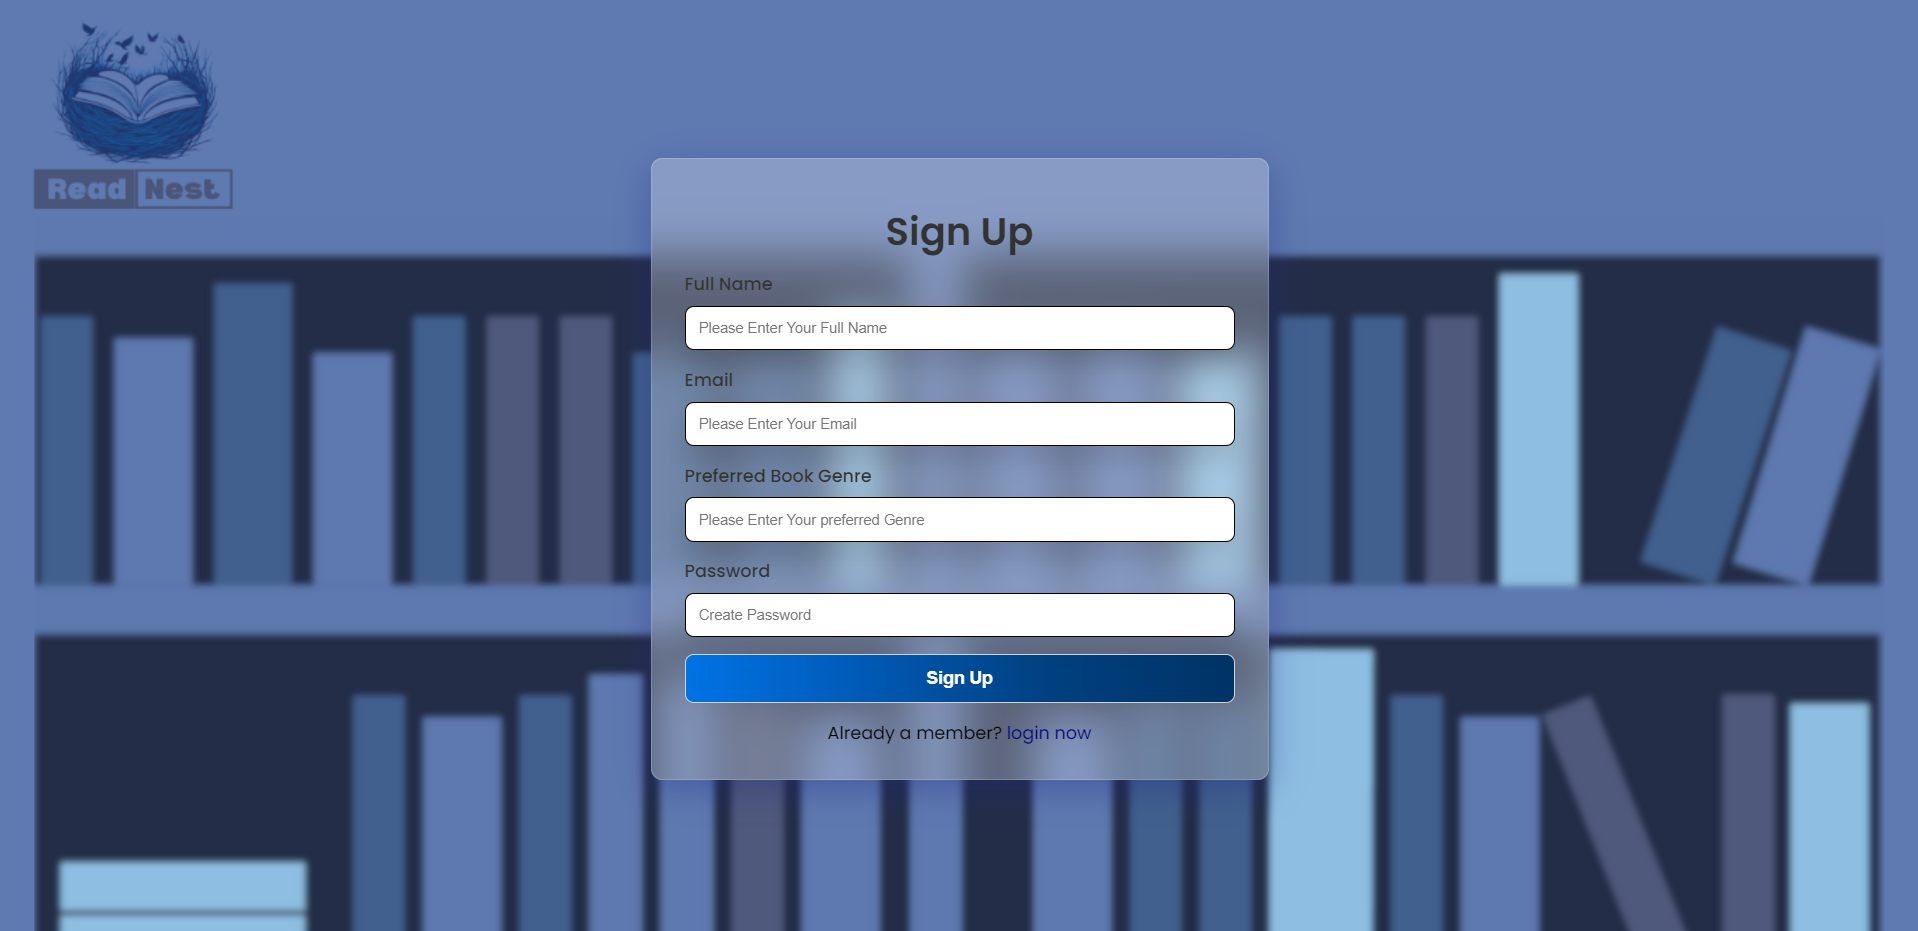 Read Nest
Sign Up
Full Name
Please Enter Your Full Name
Email
Please Enter Your Email
Preferred Book Genre
Please Enter Your preferred Genre
Password
Create Password
Sign Up
Already a member? login now